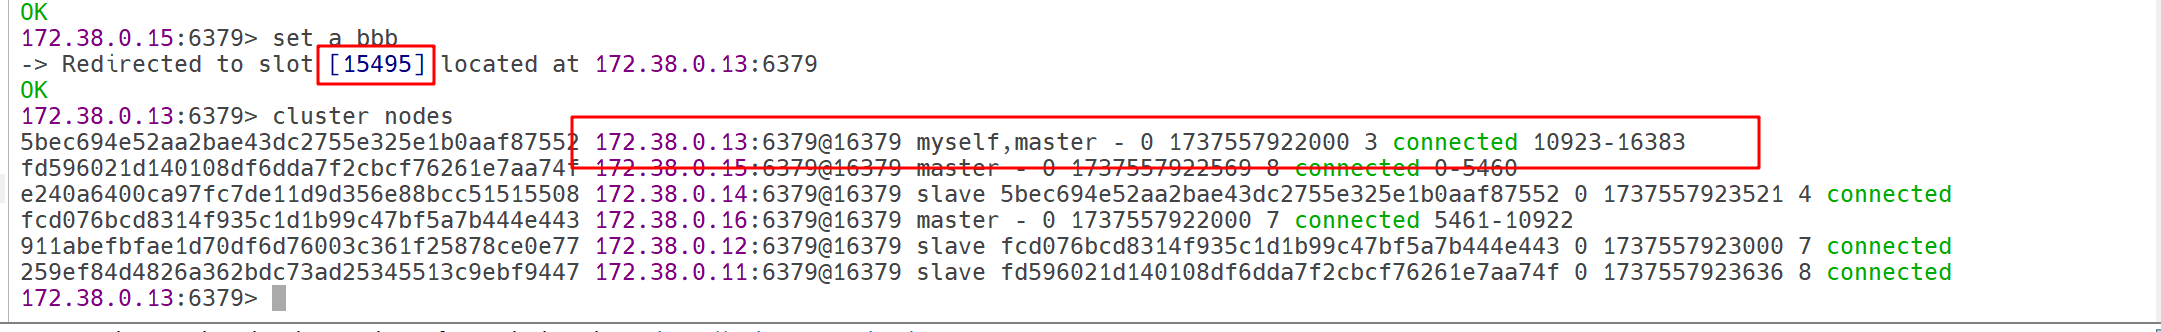 OK
172.38.0.15:6379> set a bbb
-> Redirected to slot [15495] located at 172.38.0.13:6379
OK
172.38.0.13:6379> cluster nodes
5bec694e52aa2bae43dc2755e325e1b0aaf87552 172.38.0.13:6379@16379 myself,master - 0 1737557922000 3 connected 10923-16383
fd596021d140108df6dda7f2cbcf76261e7aa74f 172.38.0.15:6379@16379 master - 0 1737557922569 8 connected 0-5460
e240a6400ca97fc7de11d9d356e88bcc51515508 172.38.0.14:6379@16379 slave 5bec694e52aa2bae43dc2755e325e1b0aaf87552 0 1737557923521 4 connected
fcd076bcd8314f935c1d1b99c47bf5a7b444e443 172.38.0.16:6379@16379 master - 0 1737557922000 7 connected 5461-10922
911abefbfae1d70df6d76003c361f25878ce0e77 172.38.0.12:6379@16379 slave fcd076bcd8314f935c1d1b99c47bf5a7b444e443 0 1737557923000 7 connected
259ef84d4826a362bdc73ad25345513c9ebf9447 172.38.0.11:6379@16379 slave fd596021d140108df6dda7f2cbcf76261e7aa74f 0 1737557923636 8 connected
172.38.0.13:6379>